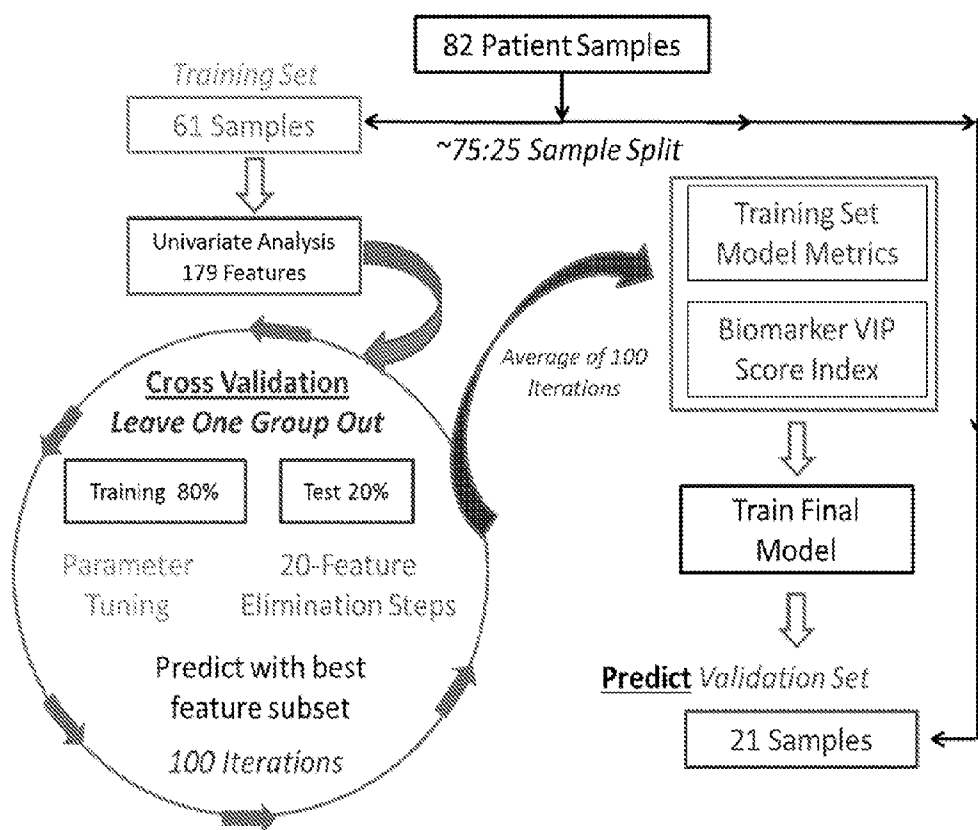 82 Patient Samples
Training Set
61 Samples
~75:25 Sample Split
Univariate Analysis
179 Features
Cross Validation
Leave One Group Out
Training 80%
Test 20%
Parameter
Tuning
20-Feature
Elimination Steps
Predict with best
feature subset
100 Iterations
Average of 100
Iterations
Training Set
Model Metrics
Biomarker VIP
Score Index
Train Final
Model
Predict Validation Set
21 Samples